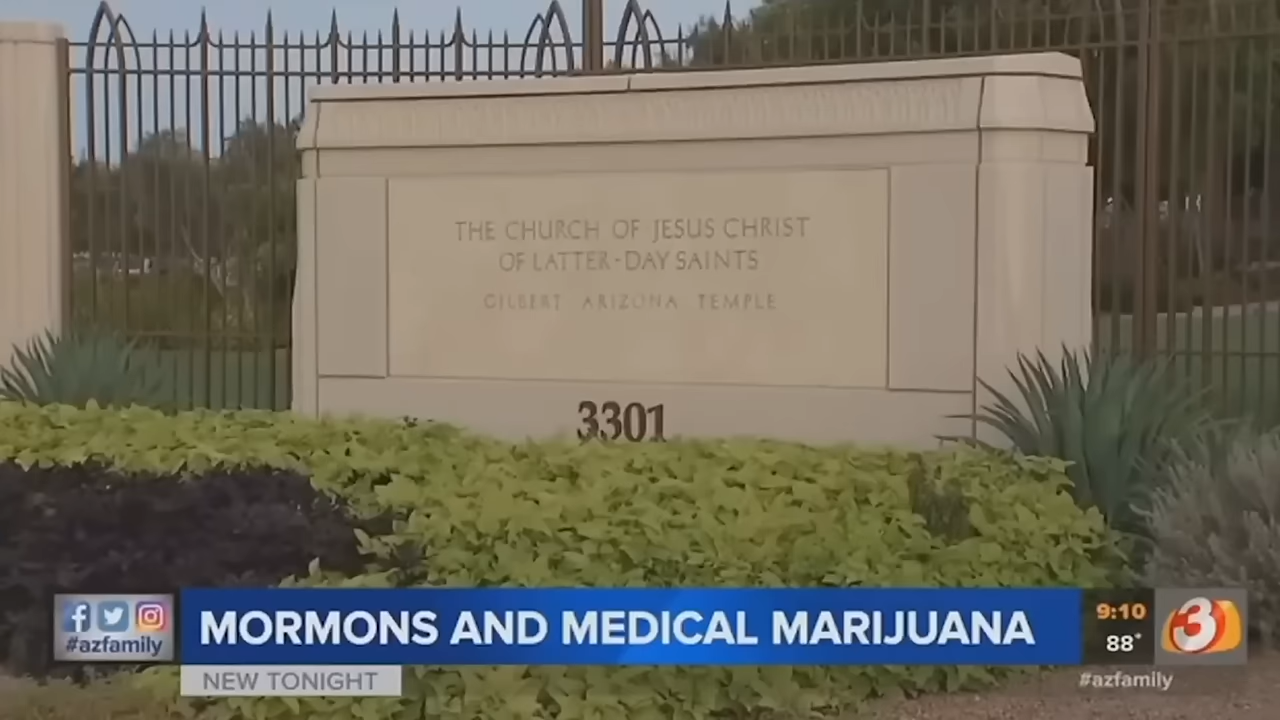 THE CHURCH OF JESUS CHRIST
OF LATTER-DAY SAINTS
GILBERT ARIZONA TEMPLE
3301
#azfamily
MORMONS AND MEDICAL MARIJUANA
NEW TONIGHT
9:10
88°
3
#azfamily